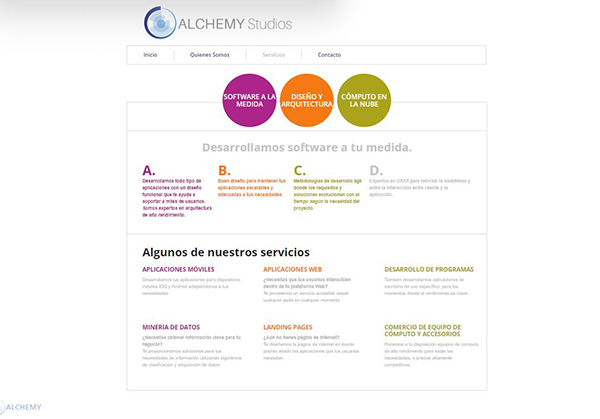 ALCHEMY Studios
Inicio Quienes Somos Servicios Contacto
SOFTWARE A LA
MEDIDA
DISEÑO Y
ARQUITECTURA
CÓMPUTO EN
LA NUBE
Desarrollamos software a tu medida.
A.
Desarrollamos todo tipo de
aplicaciones con un diseño
funcional que te ayude a
soportar a miles de usuarios.
Somos expertos en arquitectura
de alto rendimiento.
B.
Buen diseño para mantener tus
aplicaciones escalables y
adecuadas a tus necesidades.
C.
Metodologías de desarrollo ágil
donde los requisitos y
soluciones evolucionan con el
tiempo según la necesidad del
proyecto.
D.
Expertos en UI/UX para reforzar la usabilidad y
entre la interacción entre cliente y la
aplicación.
Algunos de nuestros servicios
APLICACIONES MÓVILES
Desarrollamos tus aplicaciones para dispositivos
móviles iOS y Android adaptándonos a tus
necesidades.
APLICACIONES WEB
¿Necesitas que tus usuarios interactuen
dentro de tu plataforma Web?
Te proveemos un servicio accesible desde
cualquier parte en cualquier momento.
DESARROLLO DE PROGRAMAS
También desarrollamos aplicaciones de
escritorio de uso específico, para los
momentos donde el rendimiento es clave.
MINERÍA DE DATOS
¿Necesitas obtener información clave para tu
negocio?
Te proporcionamos soluciones para tus
necesidades de información utilizando algoritmos
de clasificación y adquisición de datos.
LANDING PAGES
¿Aún no tienes página de internet?
Te diseñamos tu página de internet en donde
podrás añadir las aplicaciones que tus usuarios
necesitan.
COMERCIO DE EQUIPO DE
CÓMPUTO Y ACCESORIOS
Ponemos a tu disposición equipos de cómputo
de alto rendimiento para todas las
necesidades, a precios altamente
competitivos.
ALCHEMY